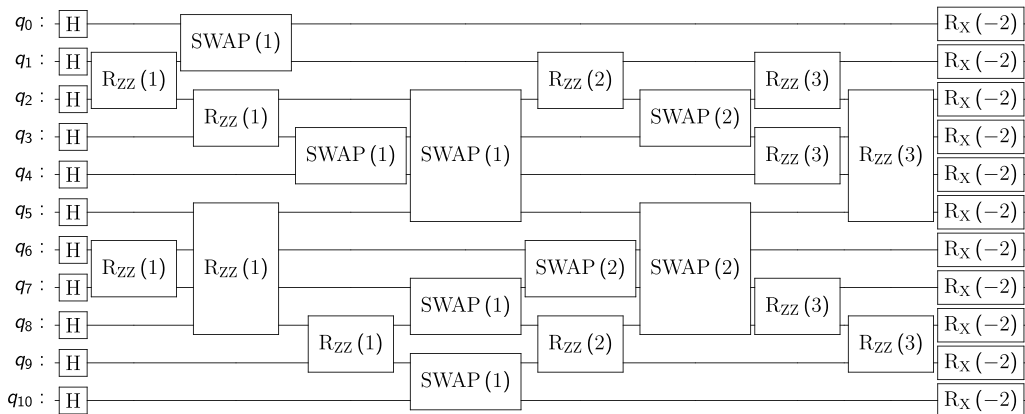 q0 : H SWAP (1) RX (−2)
q1 : H RZZ (1) RZZ (2) RZZ (3) RX (−2)
q2 : H RZZ (1) SWAP (1) SWAP (2) RX (−2)
q3 : H SWAP (1) RZZ (3) RZZ (3) RX (−2)
q4 : H RX (−2)
q5 : H RX (−2)
q6 : H RZZ (1) RZZ (1) SWAP (2) SWAP (2) RX (−2)
q7 : H SWAP (1) RZZ (3) RX (−2)
q8 : H RZZ (1) RZZ (2) RZZ (3) RX (−2)
q9 : H SWAP (1) RX (−2)
q10 : H RX (−2)